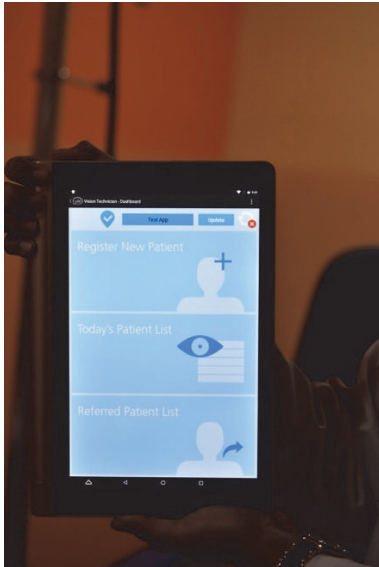 Vision Technician - Dashboard
Test App
Update
Register New Patient
Today's Patient List
Referred Patient List